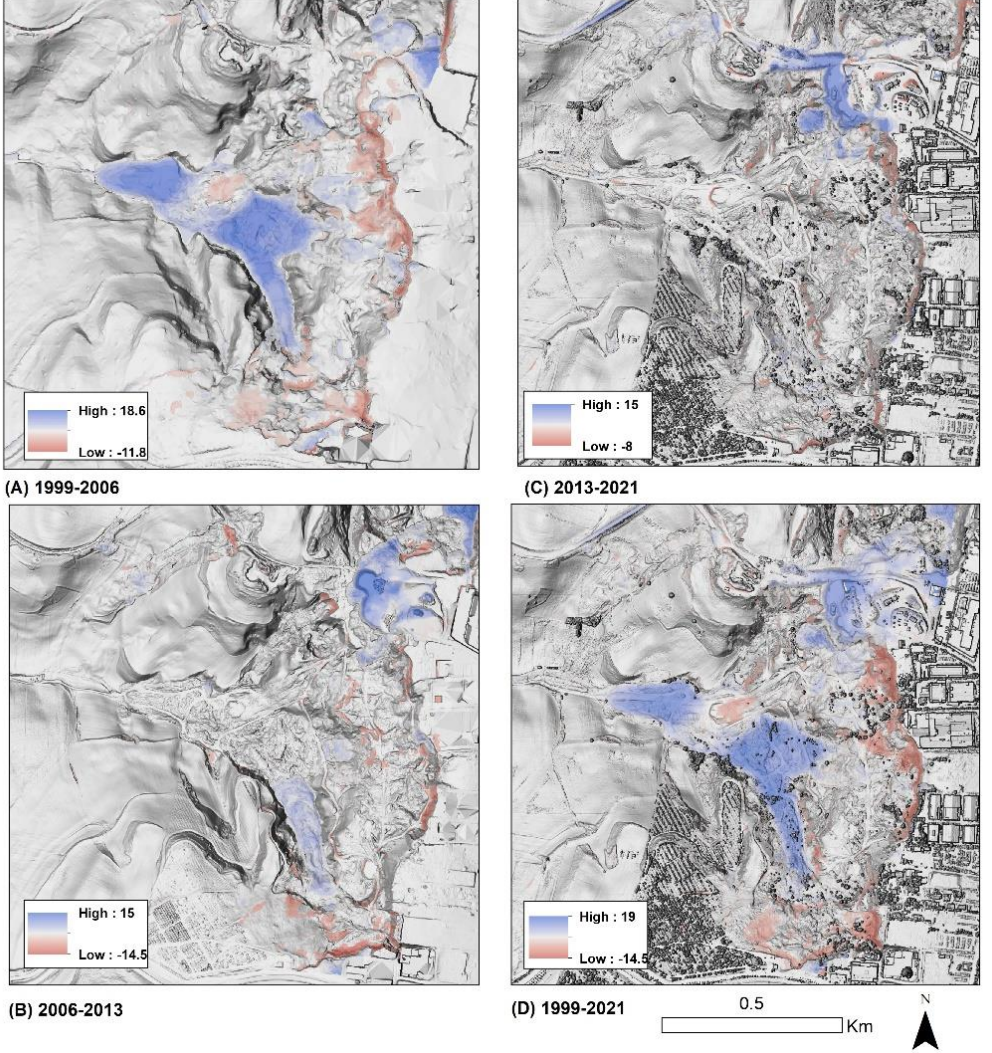 High : 18.6
Low : -11.8
(A) 1999-2006
High : 15
Low : -8
(C) 2013-2021
High : 15
Low : -14.5
(B) 2006-2013
High : 19
Low : -14.5
(D) 1999-2021
0.5
Km
N